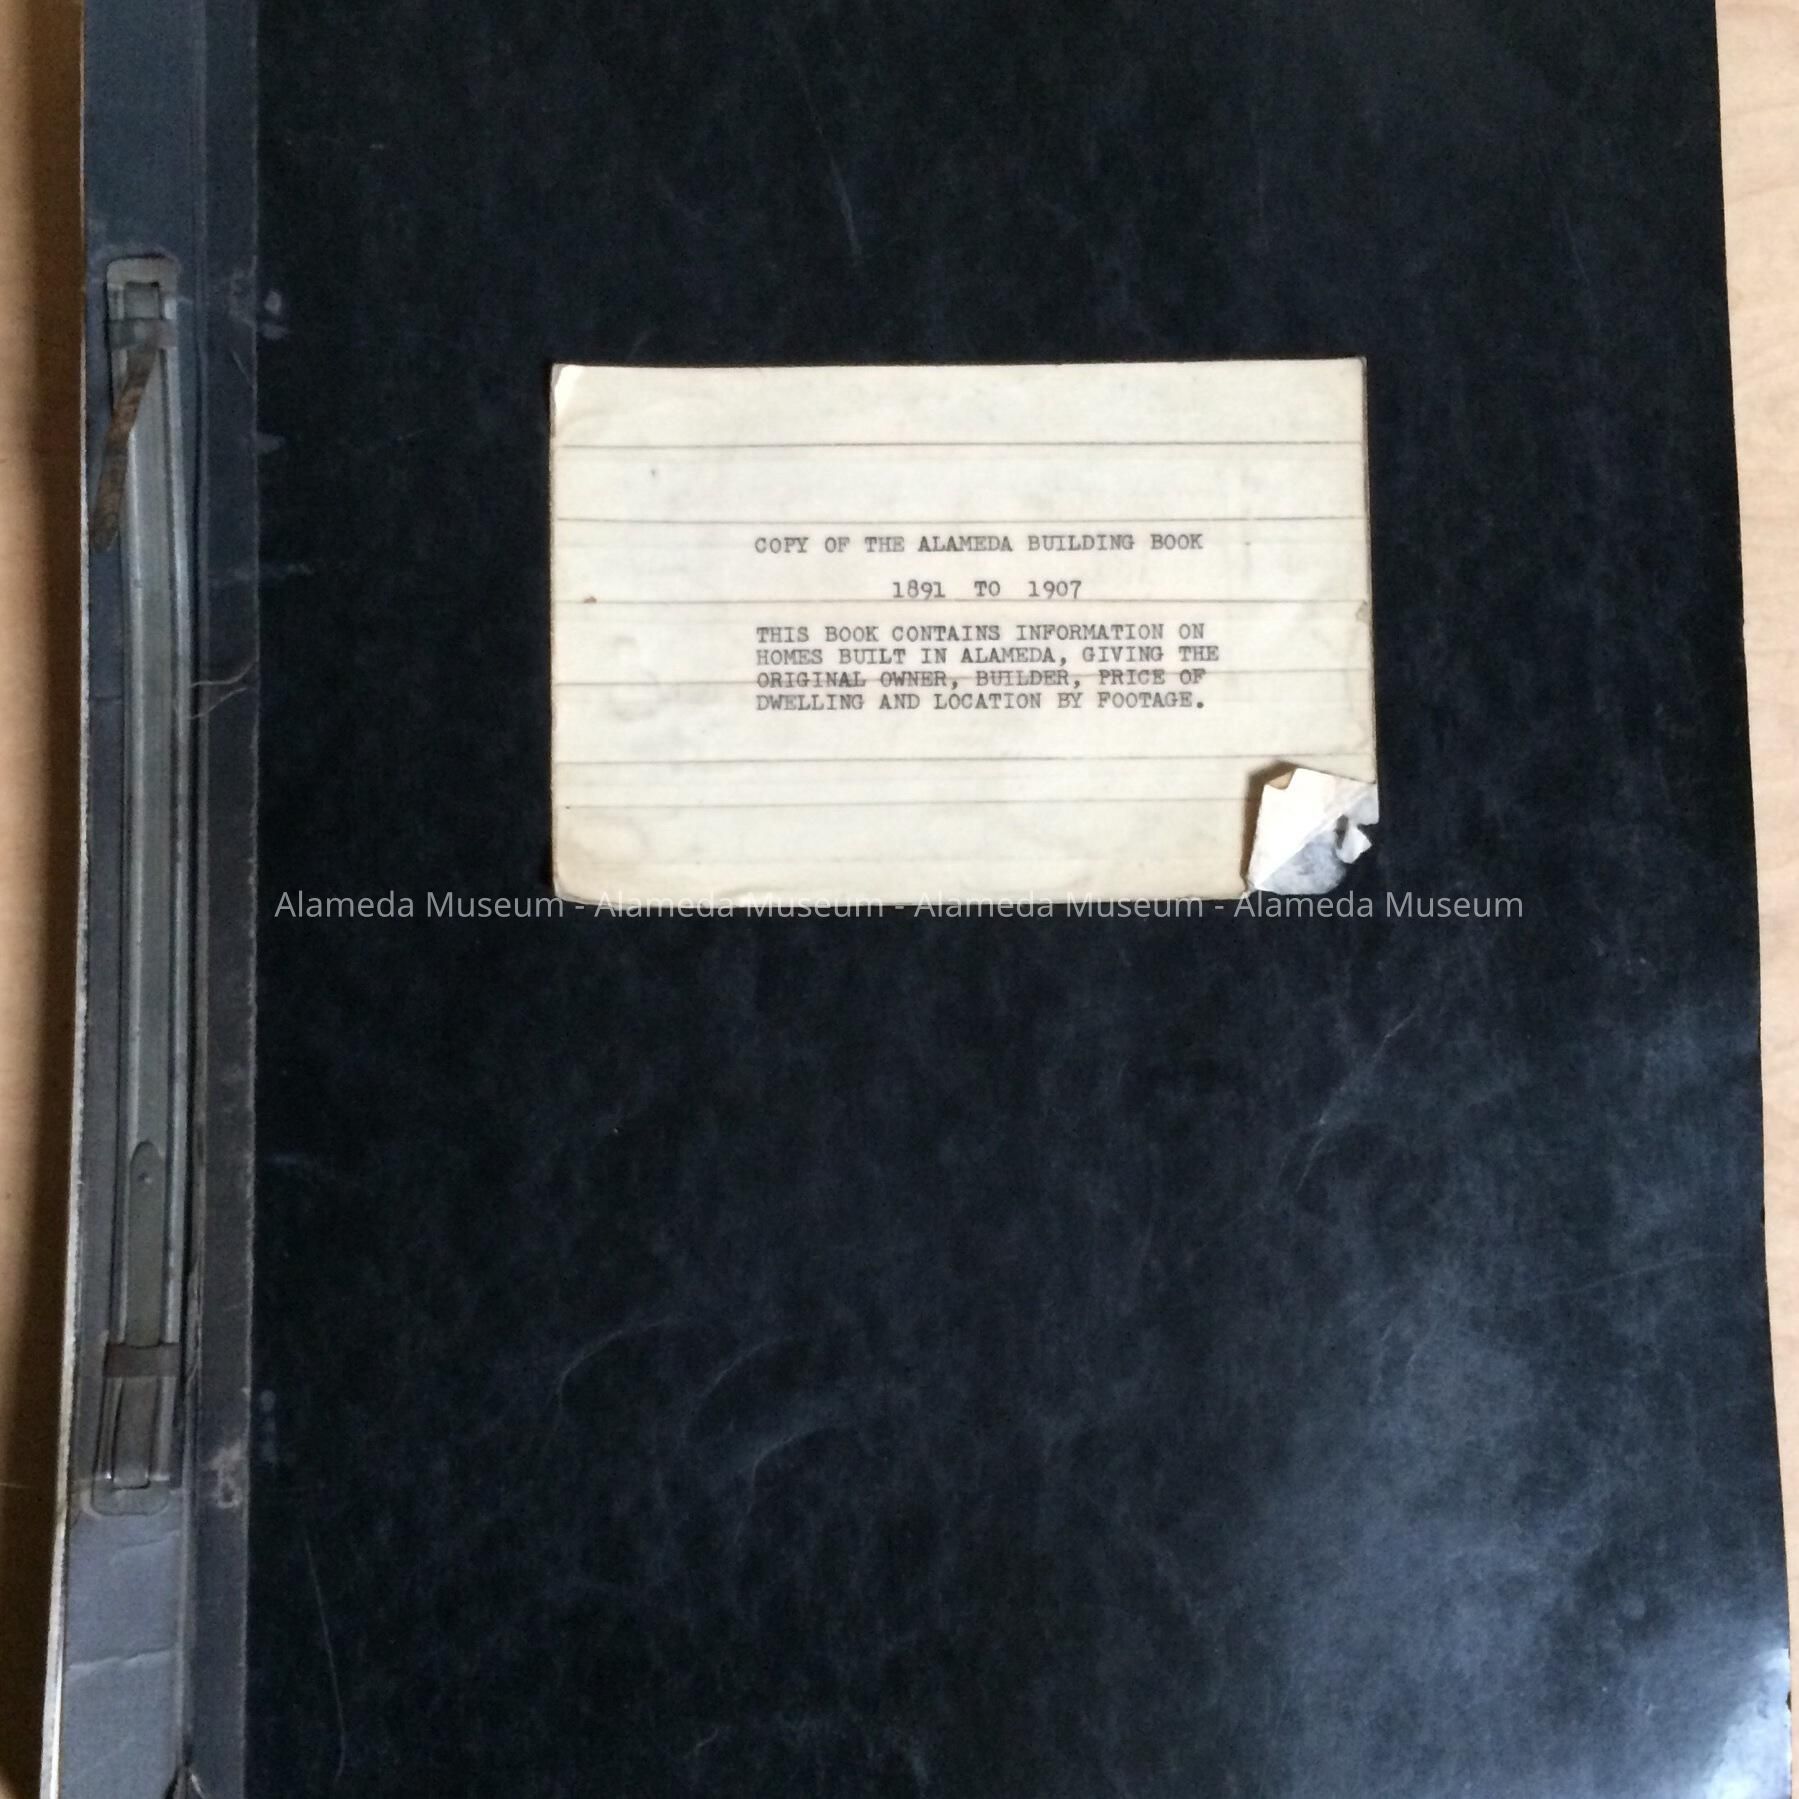 COPY OF THE ALAMEDA BUILDING BOOK
1891 TO 1907
THIS BOOK CONTAINS INFORMATION ON
HOMES BUILT IN ALAMEDA, GIVING THE
ORIGINAL OWNER, BUILDER, PRICE OF
DWELLING AND LOCATION BY FOOTAGE.
Alameda Museum - Alameda Museum - Alameda Museum - Alameda Museum